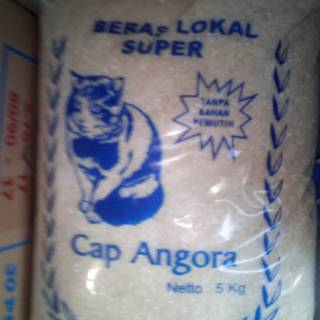 BERAS LOKAL
SUPER
TANPA
BAHAN
PEMUTIH
Cap Angora
Netto : 5 Kg